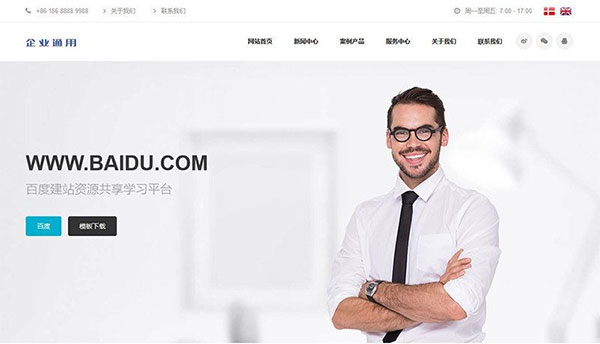 +86 186 8888 9988 > 关于我们 > 联系我们 周一至周五: 7:00 - 17:00
企业通用 网站首页 新闻中心 案例产品 服务中心 关于我们 联系我们
WWW.BAIDU.COM
百度建站资源共享学习平台
百度 模板下载